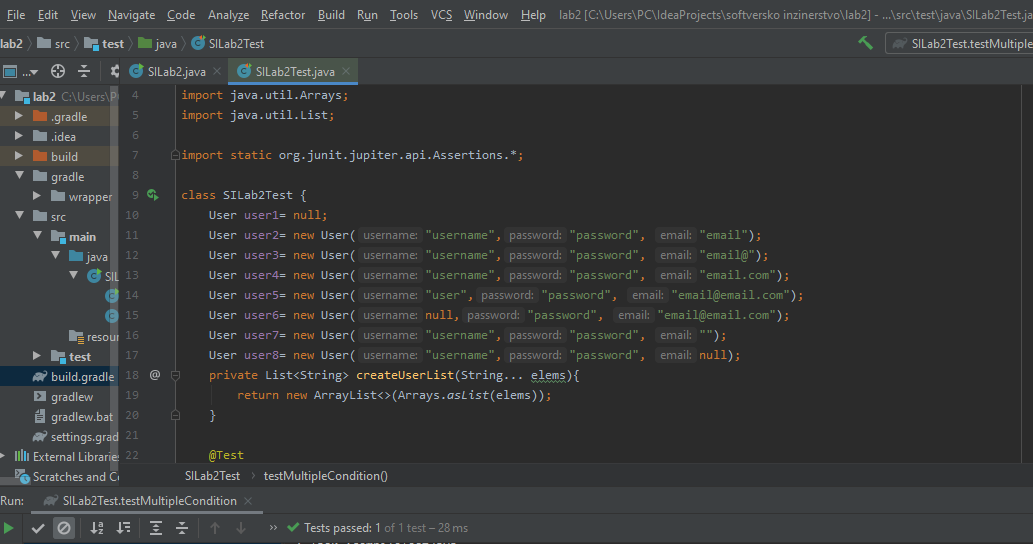 File Edit View Navigate Code Analyze Refactor Build Run Tools VCS Window Help lab2 [C:\Users\PC\IdeaProjects\softversko inzinerstvo\lab2] - ...\src\test\java\SILab2Test.ja
lab2 src test java SILab2Test SILab2Test.testMultiple
... SILab2.java SILab2Test.java
lab2 C:\Users\P
.gradle
.idea
build
gradle
wrapper
src
main
java
SIL
resour
test
build.gradle
gradlew
gradlew.bat
settings.grad
External Librarie
Scratches and Co
4 import java.util.Arrays;
5 import java.util.List;
6
7 import static org.junit.jupiter.api.Assertions.*;
8
9 class SILab2Test {
10 User user1= null;
11 User user2= new User( username: "username", password: "password", email: "email");
12 User user3= new User( username: "username", password: "password", email: "email@");
13 User user4= new User( username: "username", password: "password", email: "email.com");
14 User user5= new User( username: "user", password: "password", email: "email@email.com");
15 User user6= new User( username: null, password: "password", email: "email@email.com");
16 User user7= new User( username: "username", password: "password", email: "");
17 User user8= new User( username: "username", password: "password", email: null);
18 @ private List<String> createUserList(String... elems){
19 return new ArrayList<>(Arrays.asList(elems));
20 }
21
22 @Test
SILab2Test › testMultipleCondition()
Run: SILab2Test.testMultipleCondition
» Tests passed: 1 of 1 test – 28 ms